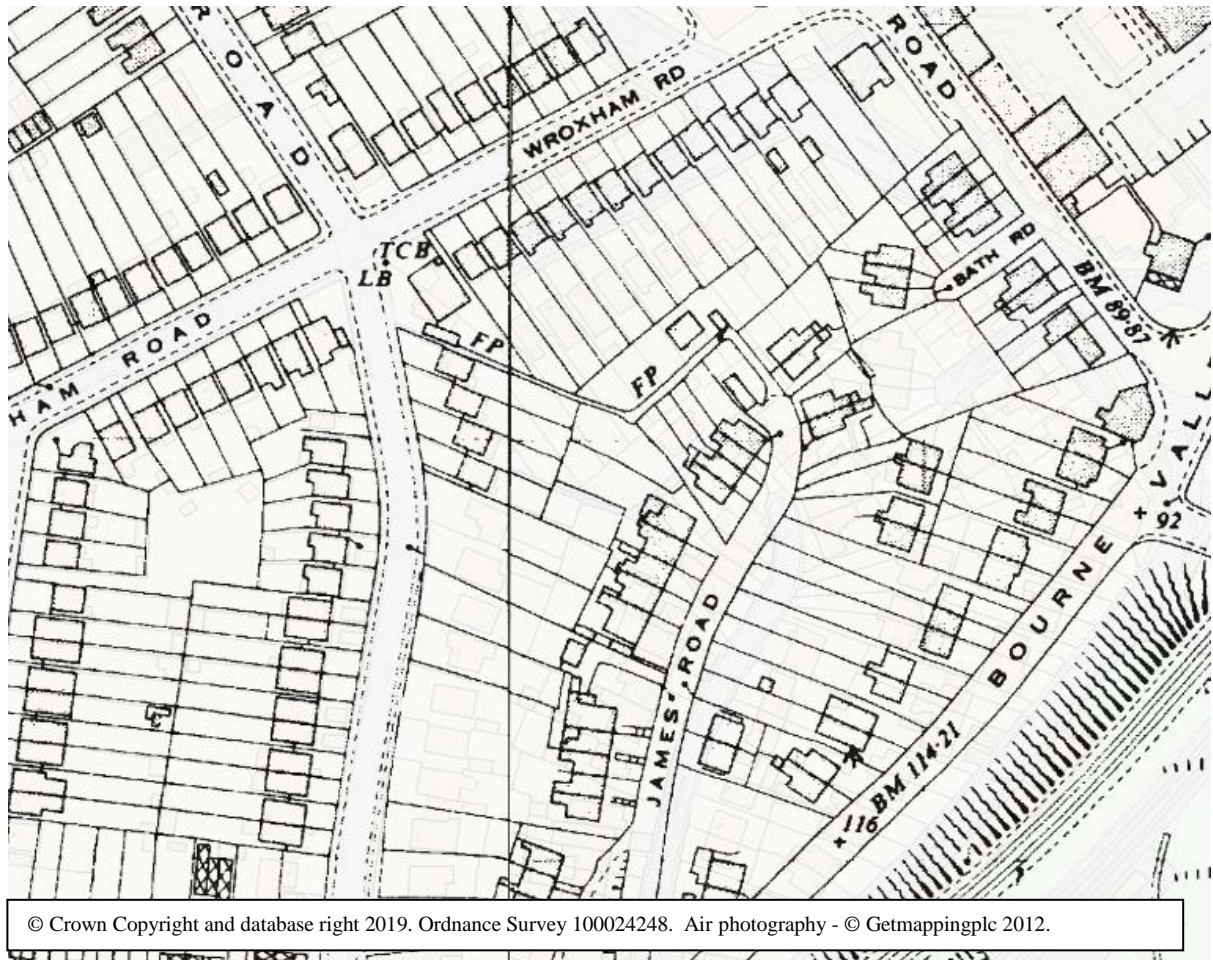 ROAD
ROAD
WROXHAM RD
TCB
LB
HAM ROAD
FP
FP
BATH RD
BM 89·87
VALL
+ 92
BOURNE
JAMES ROAD
BM 114·21
+ 116
© Crown Copyright and database right 2019. Ordnance Survey 100024248. Air photography - © Getmappingplc 2012.